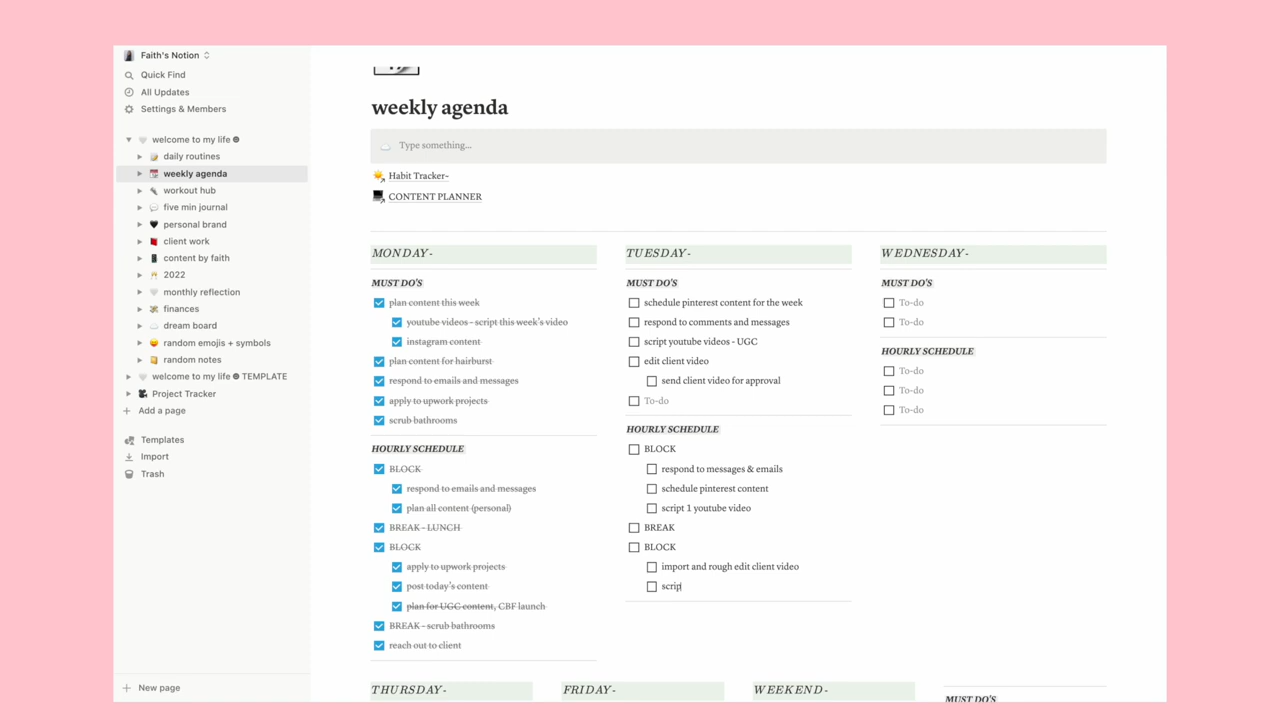 Faith's Notion
Quick Find
All Updates
Settings & Members
welcome to my life
daily routines
weekly agenda
workout hub
five min journal
personal brand
client work
content by faith
2022
monthly reflection
finances
dream board
random emojis + symbols
random notes
welcome to my life TEMPLATE
Project Tracker
Add a page
Templates
Import
Trash
New page
weekly agenda
Type something...
Habit Tracker-
CONTENT PLANNER
MONDAY-
MUST DO'S
plan content this week
youtube videos - script this week's video
instagram content
plan content for hairburst
respond to emails and messages
apply to upwork projects
scrub bathrooms
HOURLY SCHEDULE
BLOCK
respond to emails and messages
plan all content (personal)
BREAK - LUNCH
BLOCK
apply to upwork projects
post today's content
plan for UGC content, CBF launch
BREAK - scrub bathrooms
reach out to client
TUESDAY-
MUST DO'S
schedule pinterest content for the week
respond to comments and messages
script youtube videos - UGC
edit client video
send client video for approval
To-do
HOURLY SCHEDULE
BLOCK
respond to messages & emails
schedule pinterest content
script 1 youtube video
BREAK
BLOCK
import and rough edit client video
scrip
WEDNESDAY-
MUST DO'S
To-do
To-do
HOURLY SCHEDULE
To-do
To-do
To-do
THURSDAY-
FRIDAY-
WEEKEND-
MUST DO'S